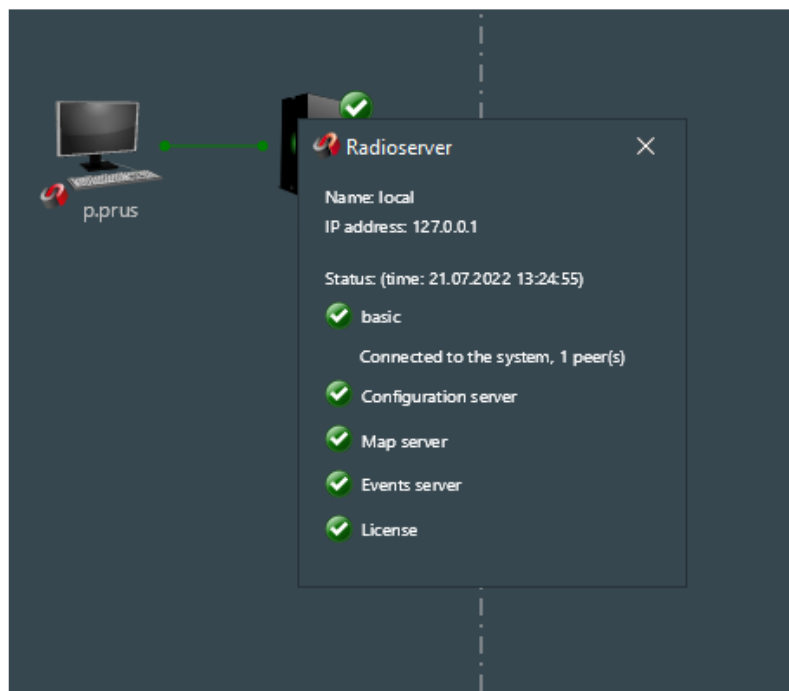 p.prus
Radioserver
Name: local
IP address: 127.0.0.1
Status: (time: 21.07.2022 13:24:55)
basic
Connected to the system, 1 peer(s)
Configuration server
Map server
Events server
License